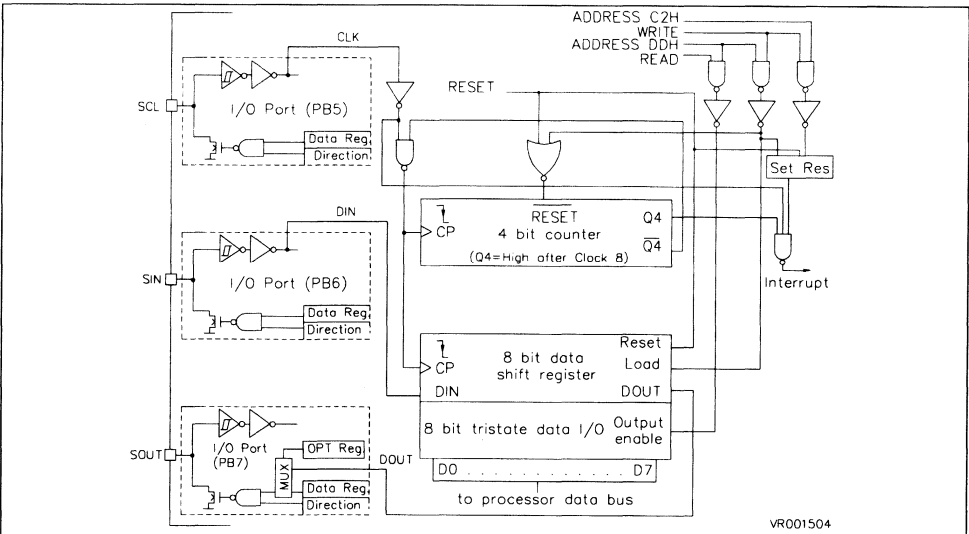 ADDRESS C2H
WRITE
ADDRESS DDH
READ
CLK
RESET
SCL
I/O Port (PB5)
Data Reg.
Direction
Set Res
RESET
CP
4 bit counter
Q4
Q4
(Q4=High after Clock 8)
Interrupt
DIN
SIN
I/O Port (PB6)
Data Reg.
Direction
Reset
8 bit data
shift register
Load
CP
DIN
DOUT
8 bit tristate data I/O
Output
enable
D0 . . . . . . . . . . . . D7
to processor data bus
SOUT
I/O Port
(PB7)
OPT Reg.
MUX
DOUT
Data Reg.
Direction
VR001504